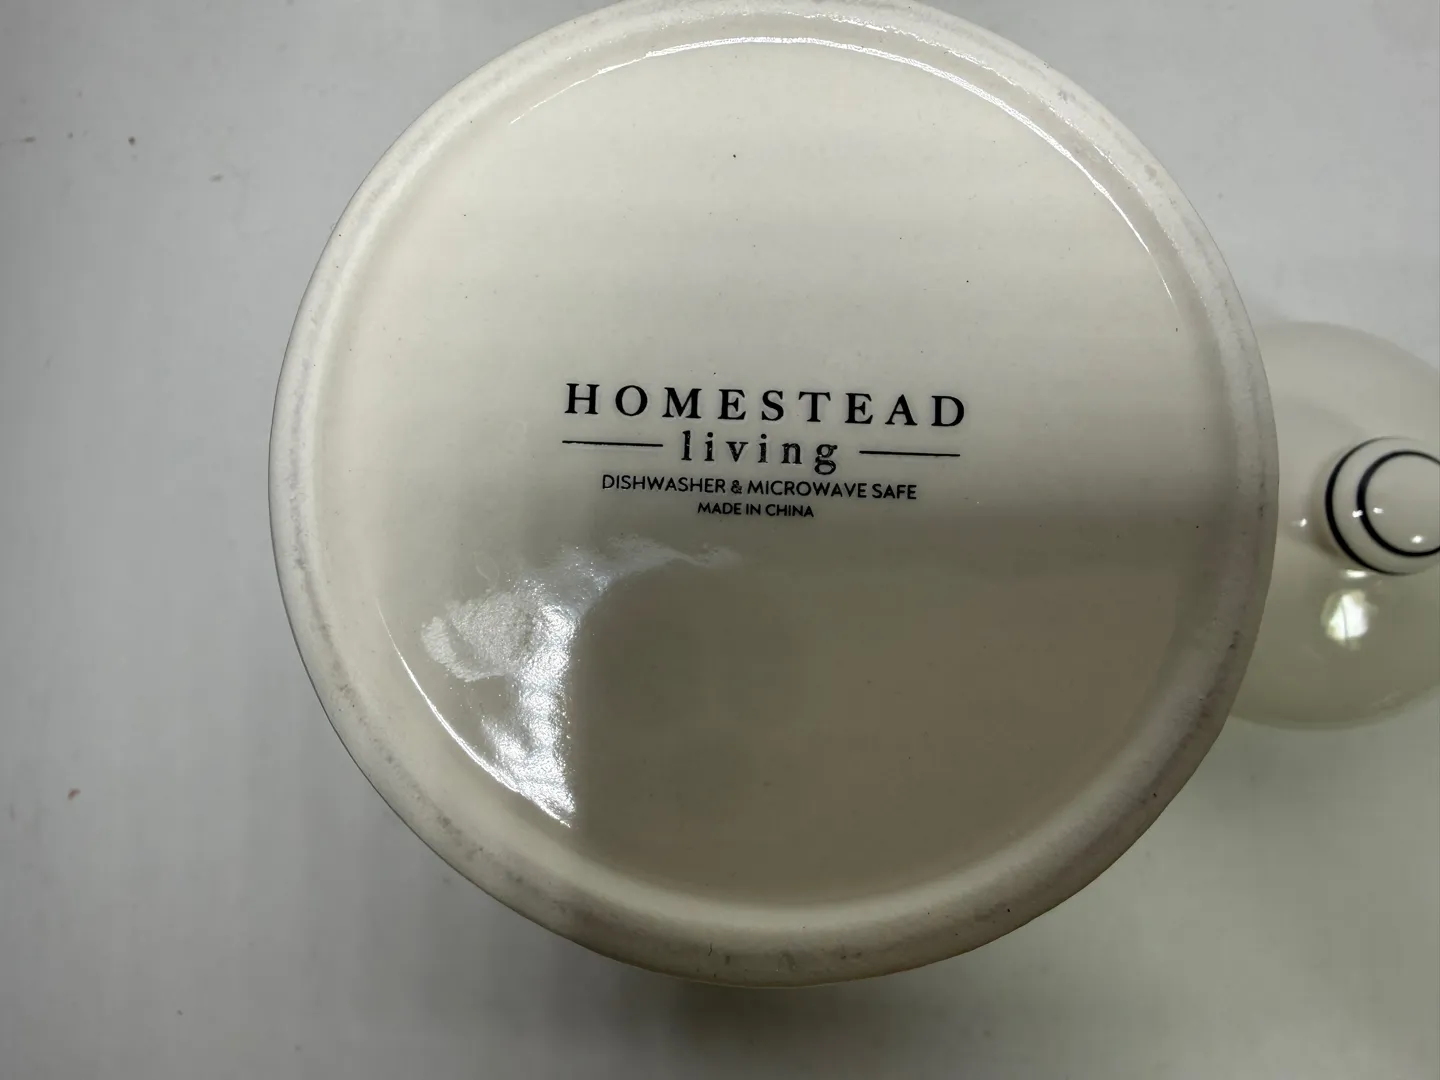 HOMESTEAD
living
DISHWASHER & MICROWAVE SAFE
MADE IN CHINA